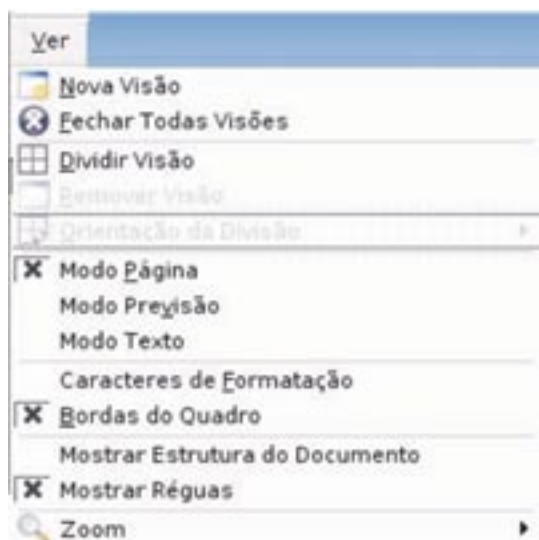 Ver
Nova Visão
Fechar Todas Visões
Dividir Visão
Remover Visão
Orientação da Divisão
Modo Página
Modo Previsão
Modo Texto
Caracteres de Formatação
Bordas do Quadro
Mostrar Estrutura do Documento
Mostrar Réguas
Zoom